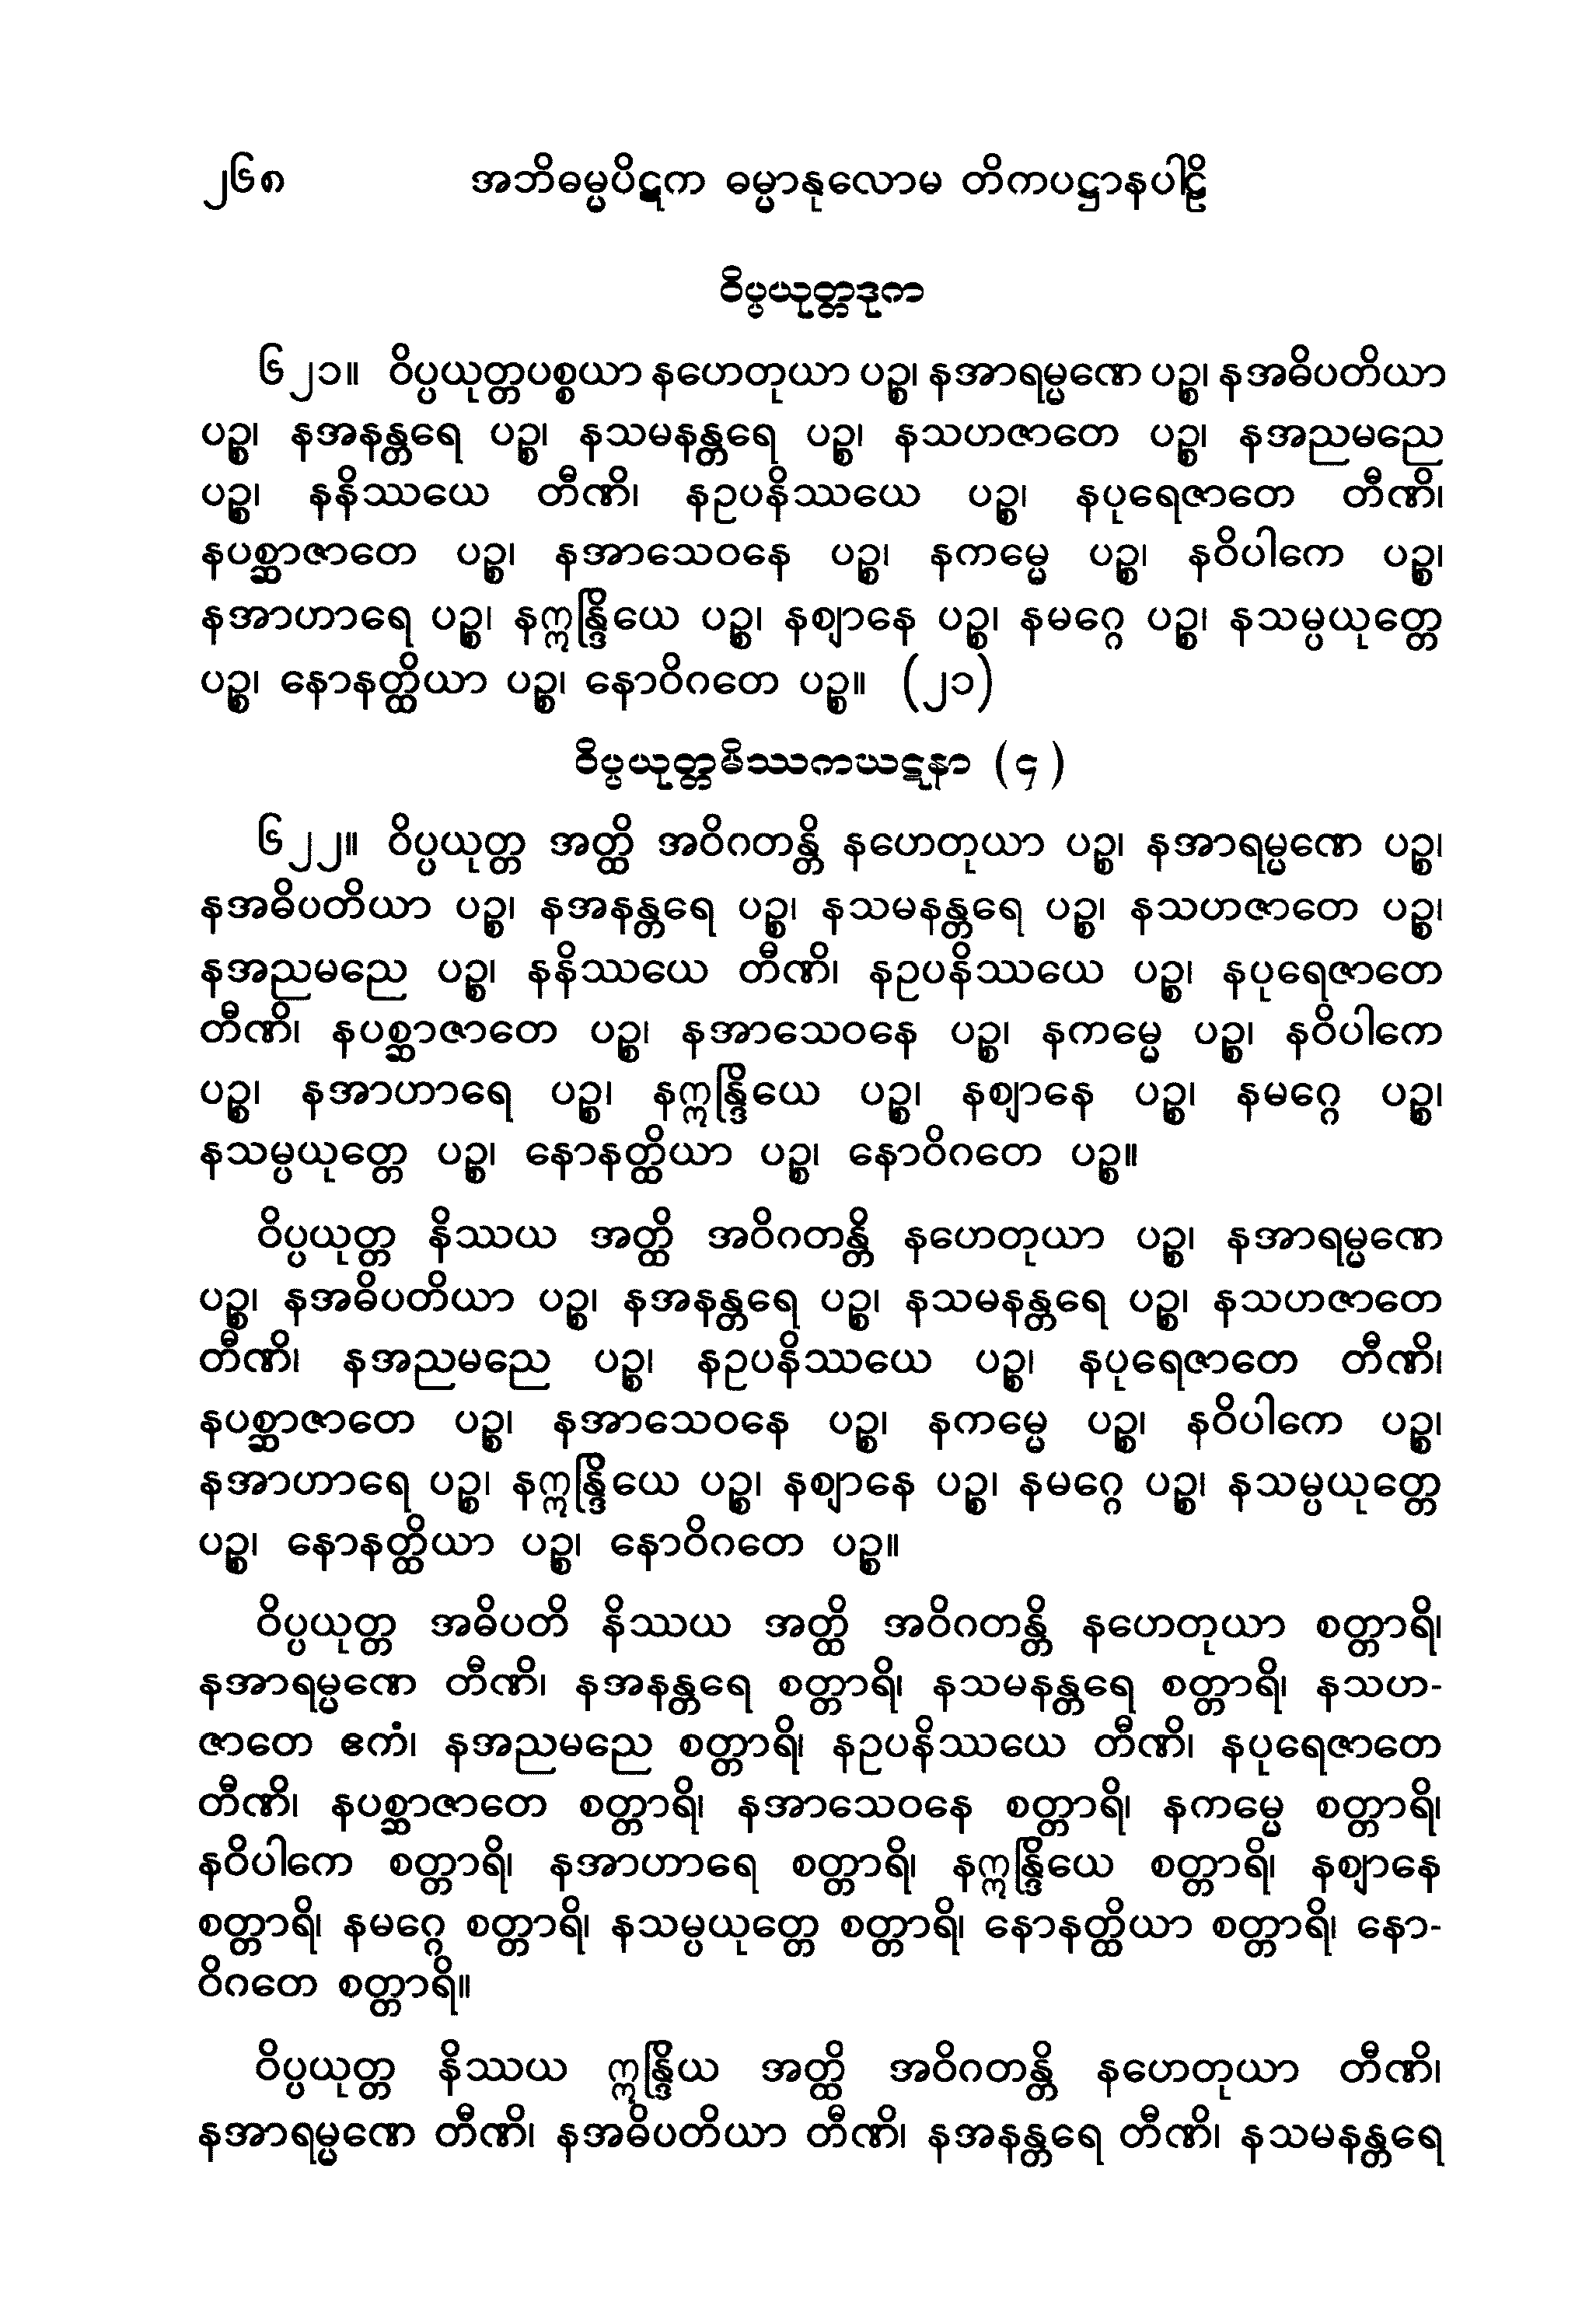 ၂၆၈ အဘိဓမ္မပိဋက ဓမ္မာနုလောမ တိကပဋ္ဌာနပါဠိ
ဝိပ္ပယုတ္တဒုက
၆၂၁။ ဝိပ္ပယုတ္တပစ္စယာ နဟေတုယာ ပဉ္စ၊ နအာရမ္မဏေ ပဉ္စ၊ နအဓိပတိယာ
ပဉ္စ၊ နအနန္တရေ ပဉ္စ၊ နသမနန္တရေ ပဉ္စ၊ နသဟဇာတေ ပဉ္စ၊ နအညမညေ
ပဉ္စ၊ နနိဿယေ တီဏိ၊ နဥပနိဿယေ ပဉ္စ၊ နပုရေဇာတေ တီဏိ၊
နပစ္ဆာဇာတေ ပဉ္စ၊ နအာသေဝနေ ပဉ္စ၊ နကမ္မေ ပဉ္စ၊ နဝိပါကေ ပဉ္စ၊
နအာဟာရေ ပဉ္စ၊ နဣန္ဒြိယေ ပဉ္စ၊ နဈာနေ ပဉ္စ၊ နမဂ္ဂေ ပဉ္စ၊ နသမ္ပယုတ္တေ
ပဉ္စ၊ နောနတ္ထိယာ ပဉ္စ၊ နောဝိဂတေ ပဉ္စ။ (၂၁)
ဝိပ္ပယုတ္တမိဿကဃဋနာ (၄)
၆၂၂။ ဝိပ္ပယုတ္တ အတ္ထိ အဝိဂတန္တိ နဟေတုယာ ပဉ္စ၊ နအာရမ္မဏေ ပဉ္စ၊
နအဓိပတိယာ ပဉ္စ၊ နအနန္တရေ ပဉ္စ၊ နသမနန္တရေ ပဉ္စ၊ နသဟဇာတေ ပဉ္စ၊
နအညမညေ ပဉ္စ၊ နနိဿယေ တီဏိ၊ နဥပနိဿယေ ပဉ္စ၊ နပုရေဇာတေ
တီဏိ၊ နပစ္ဆာဇာတေ ပဉ္စ၊ နအာသေဝနေ ပဉ္စ၊ နကမ္မေ ပဉ္စ၊ နဝိပါကေ
ပဉ္စ၊ နအာဟာရေ ပဉ္စ၊ နဣန္ဒြိယေ ပဉ္စ၊ နဈာနေ ပဉ္စ၊ နမဂ္ဂေ ပဉ္စ၊
နသမ္ပယုတ္တေ ပဉ္စ၊ နောနတ္ထိယာ ပဉ္စ၊ နောဝိဂတေ ပဉ္စ။
ဝိပ္ပယုတ္တ နိဿယ အတ္ထိ အဝိဂတန္တိ နဟေတုယာ ပဉ္စ၊ နအာရမ္မဏေ
ပဉ္စ၊ နအဓိပတိယာ ပဉ္စ၊ နအနန္တရေ ပဉ္စ၊ နသမနန္တရေ ပဉ္စ၊ နသဟဇာတေ
တီဏိ၊ နအညမညေ ပဉ္စ၊ နဥပနိဿယေ ပဉ္စ၊ နပုရေဇာတေ တီဏိ၊
နပစ္ဆာဇာတေ ပဉ္စ၊ နအာသေဝနေ ပဉ္စ၊ နကမ္မေ ပဉ္စ၊ နဝိပါကေ ပဉ္စ၊
နအာဟာရေ ပဉ္စ၊ နဣန္ဒြိယေ ပဉ္စ၊ နဈာနေ ပဉ္စ၊ နမဂ္ဂေ ပဉ္စ၊ နသမ္ပယုတ္တေ
ပဉ္စ၊ နောနတ္ထိယာ ပဉ္စ၊ နောဝိဂတေ ပဉ္စ။
ဝိပ္ပယုတ္တ အဓိပတိ နိဿယ အတ္ထိ အဝိဂတန္တိ နဟေတုယာ စတ္တာရိ၊
နအာရမ္မဏေ တီဏိ၊ နအနန္တရေ စတ္တာရိ၊ နသမနန္တရေ စတ္တာရိ၊ နသဟ-
ဇာတေ ဧကံ၊ နအညမညေ စတ္တာရိ၊ နဥပနိဿယေ တီဏိ၊ နပုရေဇာတေ
တီဏိ၊ နပစ္ဆာဇာတေ စတ္တာရိ၊ နအာသေဝနေ စတ္တာရိ၊ နကမ္မေ စတ္တာရိ၊
နဝိပါကေ စတ္တာရိ၊ နအာဟာရေ စတ္တာရိ၊ နဣန္ဒြိယေ စတ္တာရိ၊ နဈာနေ
စတ္တာရိ၊ နမဂ္ဂေ စတ္တာရိ၊ နသမ္ပယုတ္တေ စတ္တာရိ၊ နောနတ္ထိယာ စတ္တာရိ၊ နော-
ဝိဂတေ စတ္တာရိ။
ဝိပ္ပယုတ္တ နိဿယ ဣန္ဒြိယ အတ္ထိ အဝိဂတန္တိ နဟေတုယာ တီဏိ၊
နအာရမ္မဏေ တီဏိ၊ နအဓိပတိယာ တီဏိ၊ နအနန္တရေ တီဏိ၊ နသမနန္တရေ